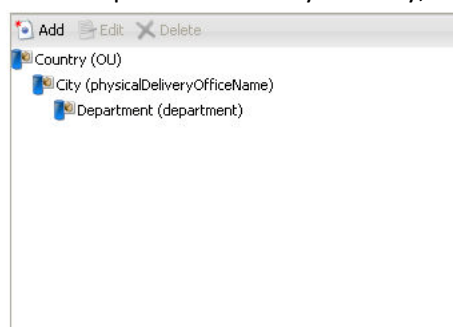 Add Edit Delete
Country (OU)
City (physicalDeliveryOfficeName)
Department (department)